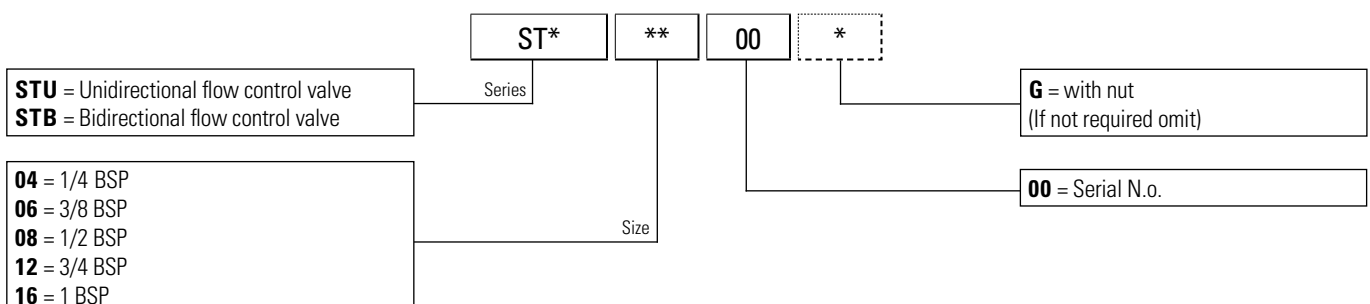 ST* ** 00 *
STU = Unidirectional flow control valve
STB = Bidirectional flow control valve
Series
G = with nut
(If not required omit)
04 = 1/4 BSP
06 = 3/8 BSP
08 = 1/2 BSP
12 = 3/4 BSP
16 = 1 BSP
Size
00 = Serial N.o.